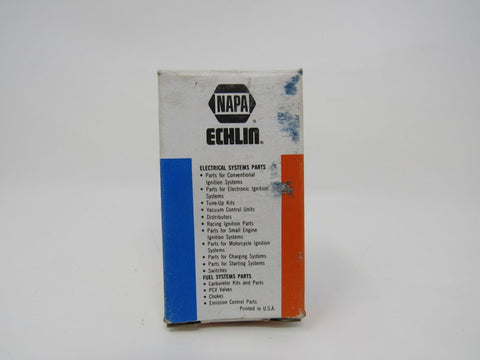 NAPA®
ECHLIN®
ELECTRICAL SYSTEMS PARTS
• Parts for Conventional
Ignition Systems
• Parts for Electronic Ignition
Systems
• Tune-Up Kits
• Vacuum Control Units
• Distributors
• Racing Ignition Parts
• Parts for Small Engine
Ignition Systems
• Parts for Motorcycle Ignition
Systems
• Parts for Charging Systems
• Parts for Starting Systems
• Switches
FUEL SYSTEMS PARTS
• Carburetor Kits and Parts
• PCV Valves
• Chokes
• Emission Control Parts
Printed in U.S.A.